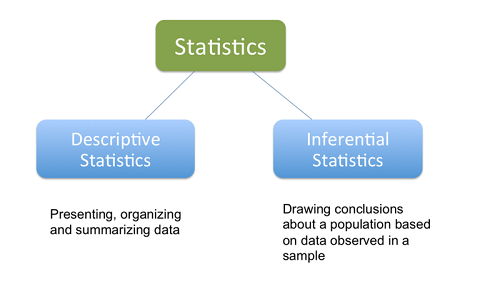 Statistics
Descriptive
Statistics
Inferential
Statistics
Presenting, organizing
and summarizing data
Drawing conclusions
about a population based
on data observed in a
sample